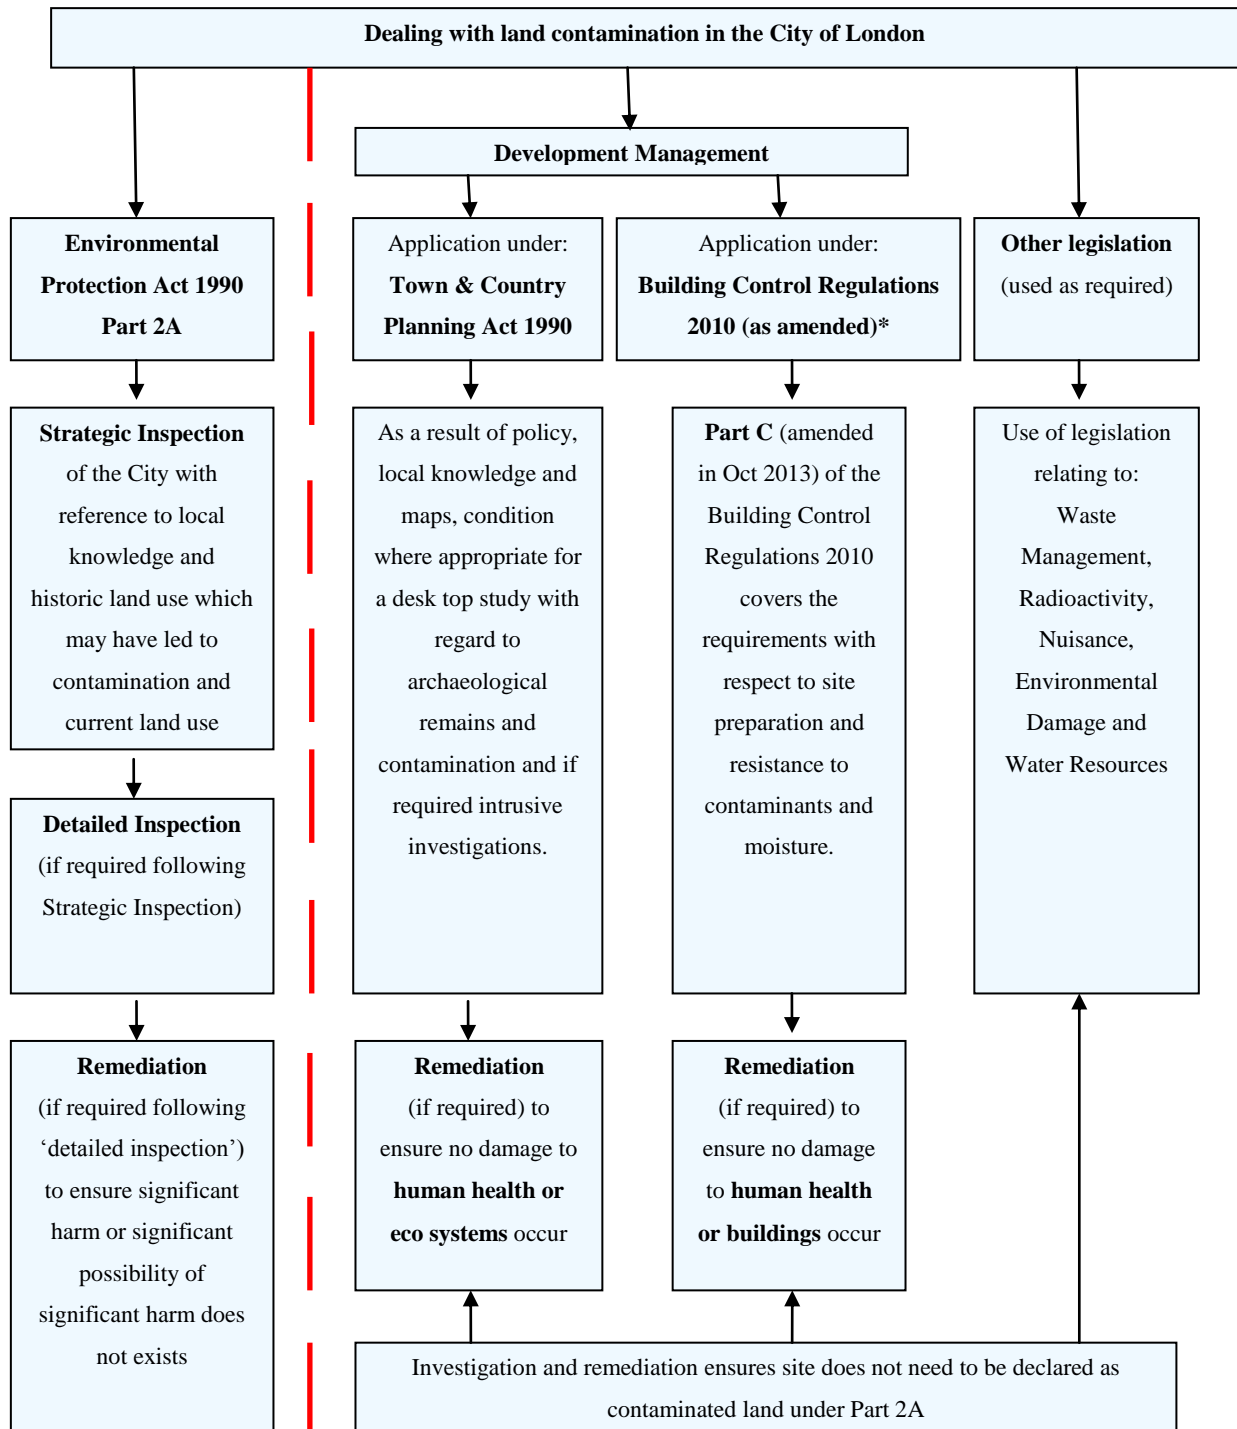 Dealing with land contamination in the City of London
Development Management
Environmental
Protection Act 1990
Part 2A
Application under:
Town & Country
Planning Act 1990
Application under:
Building Control Regulations
2010 (as amended)*
Other legislation
(used as required)
Strategic Inspection
of the City with
reference to local
knowledge and
historic land use which
may have led to
contamination and
current land use
As a result of policy,
local knowledge and
maps, condition
where appropriate for
a desk top study with
regard to
archaeological
remains and
contamination and if
required intrusive
investigations.
Part C (amended
in Oct 2013) of the
Building Control
Regulations 2010
covers the
requirements with
respect to site
preparation and
resistance to
contaminants and
moisture.
Use of legislation
relating to:
Waste
Management,
Radioactivity,
Nuisance,
Environmental
Damage and
Water Resources
Detailed Inspection
(if required following
Strategic Inspection)
Remediation
(if required following
‘detailed inspection’)
to ensure significant
harm or significant
possibility of
significant harm does
not exists
Remediation
(if required) to
ensure no damage to
human health or
eco systems occur
Remediation
(if required) to
ensure no damage
to human health
or buildings occur
Investigation and remediation ensures site does not need to be declared as
contaminated land under Part 2A